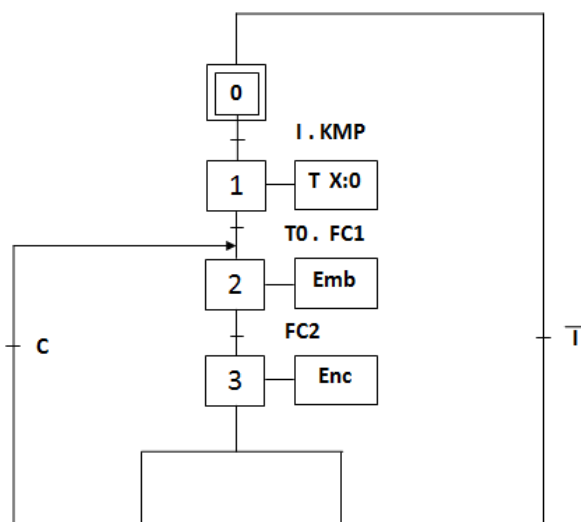 0
I . KMP
1
T X:0
T0 . FC1
2
Emb
C
FC2
I̅
3
Enc